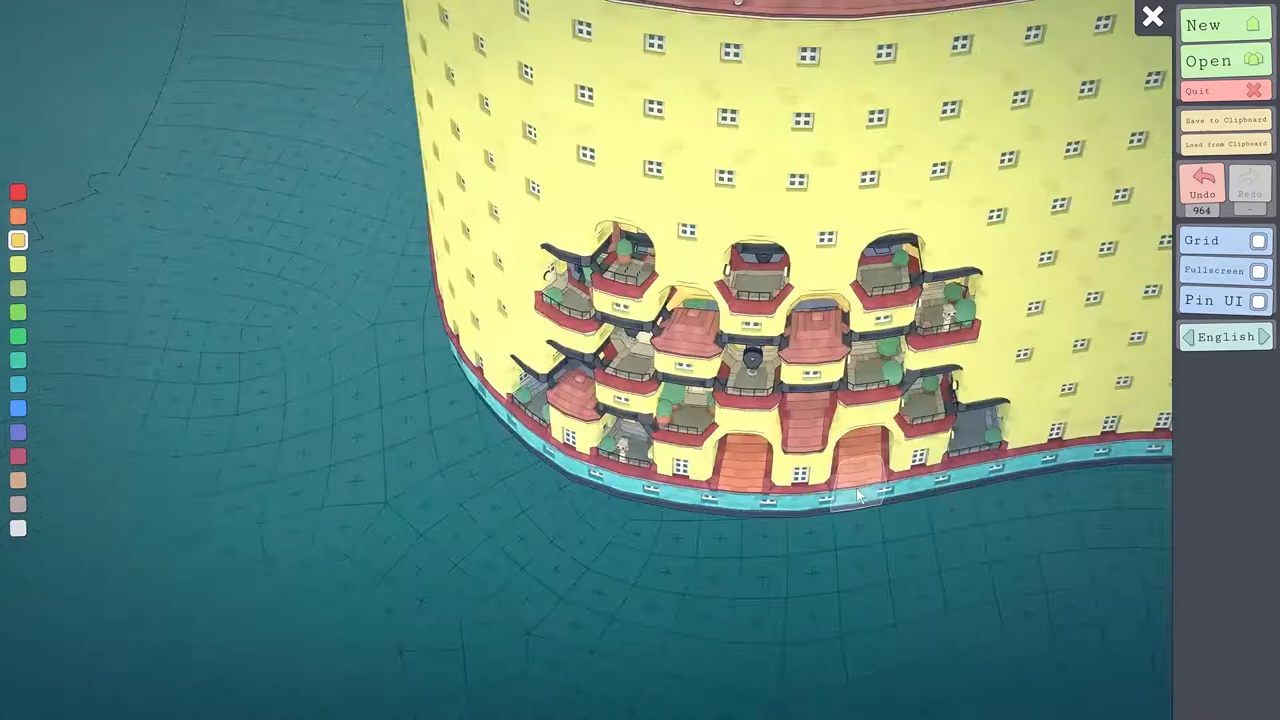 New
Open
Quit
Save to Clipboard
Load from Clipboard
Undo
Redo
964
-
Grid
Fullscreen
Pin UI
English